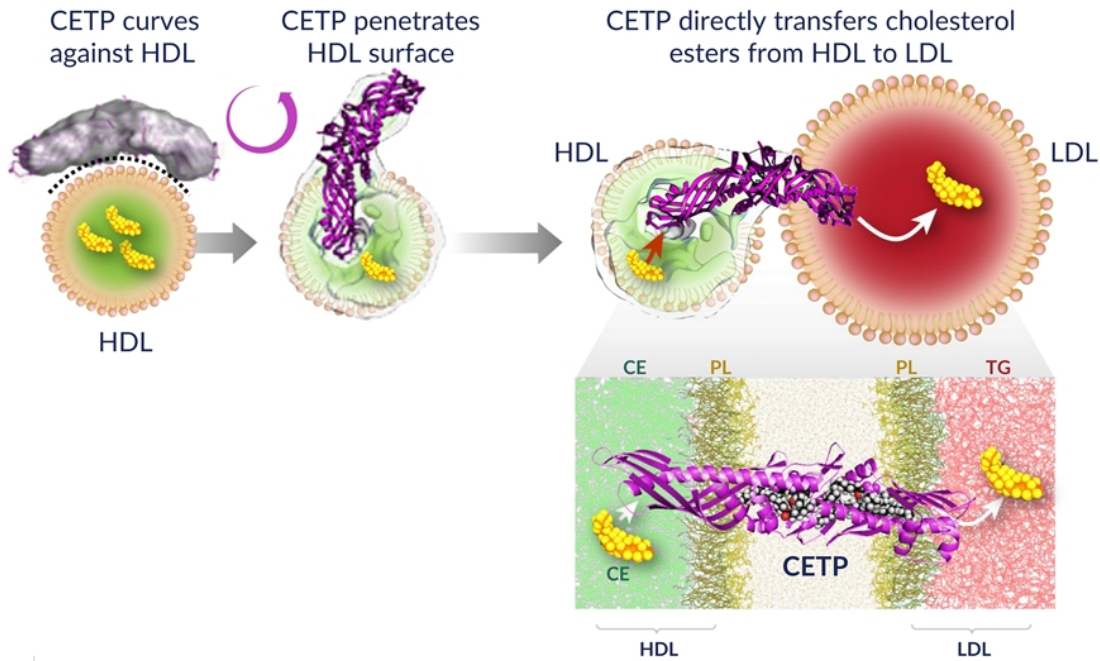 CETP curves
against HDL
CETP penetrates
HDL surface
CETP directly transfers cholesterol
esters from HDL to LDL
HDL
HDL
LDL
CE
PL
PL
TG
CE
CETP
HDL
LDL